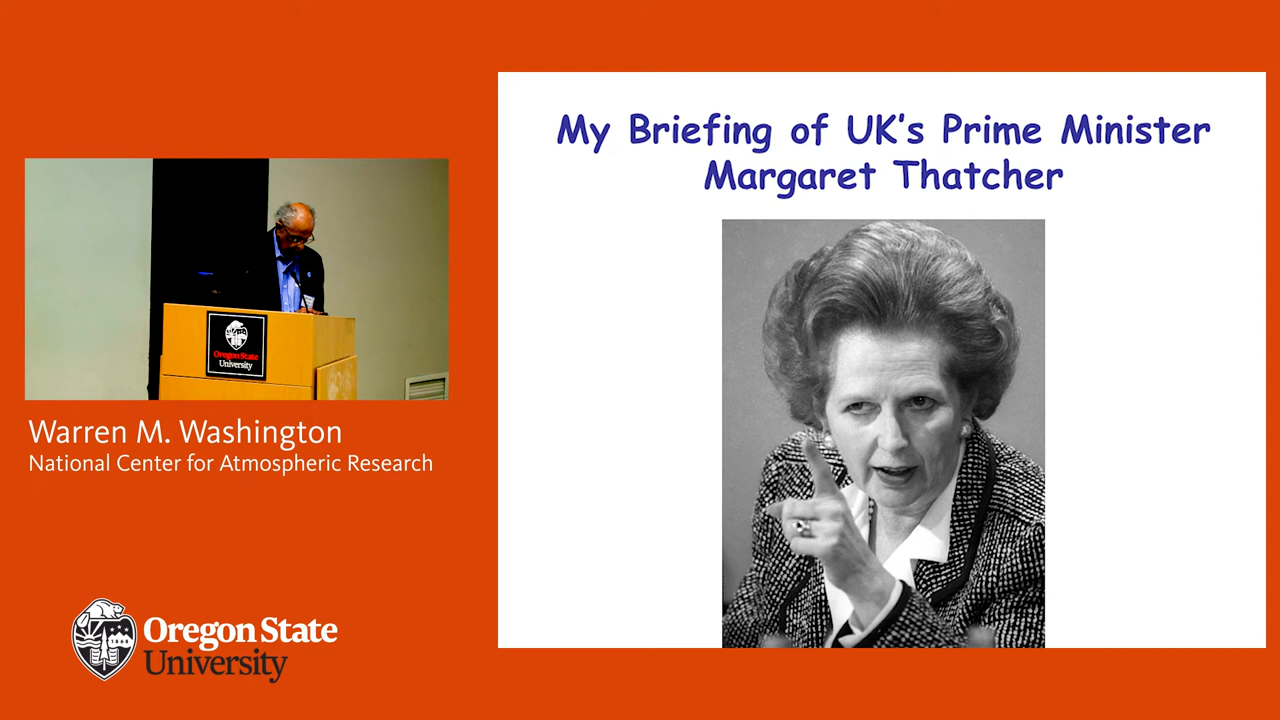 My Briefing of UK's Prime Minister
Margaret Thatcher
Oregon State
University
Warren M. Washington
National Center for Atmospheric Research
Oregon State
University